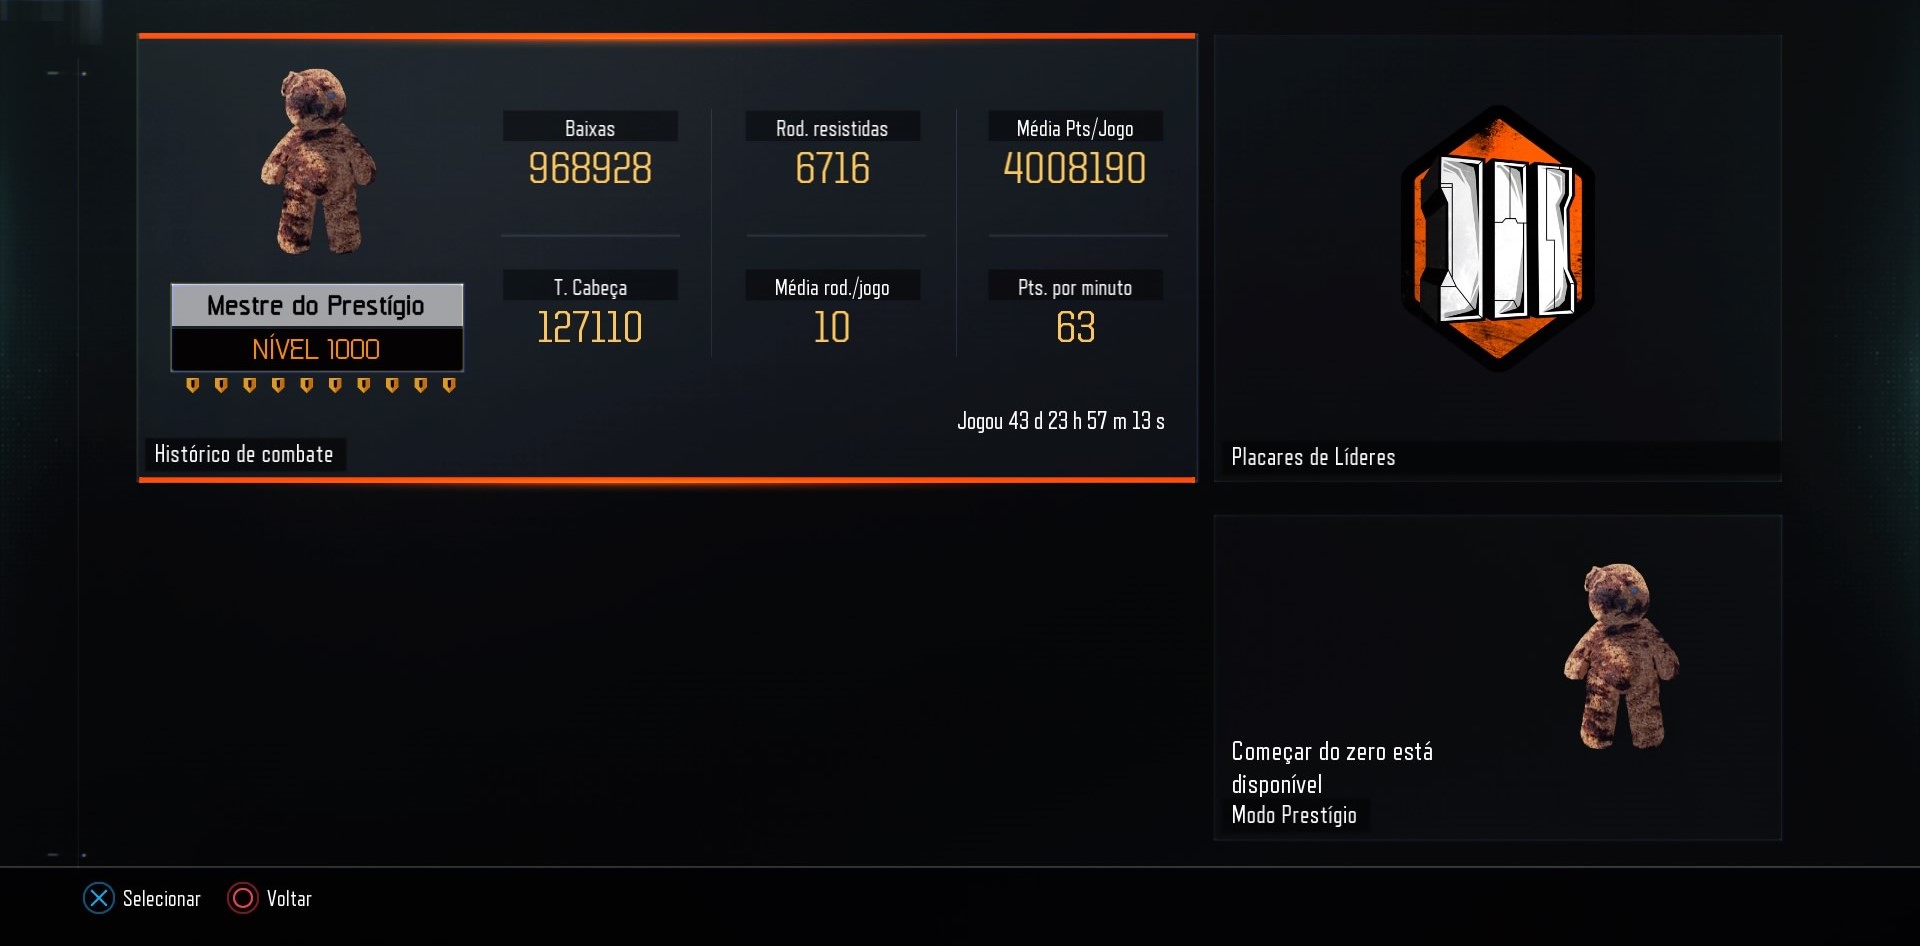 Baixas
968928
Rod. resistidas
6716
Média Pts/Jogo
4008190
Mestre do Prestígio
NÍVEL 1000
T. Cabeça
127110
Média rod./jogo
10
Pts. por minuto
63
Jogou 43 d 23 h 57 m 13 s
Histórico de combate
Placares de Líderes
Começar do zero está
disponível
Modo Prestígio
Selecionar
Voltar